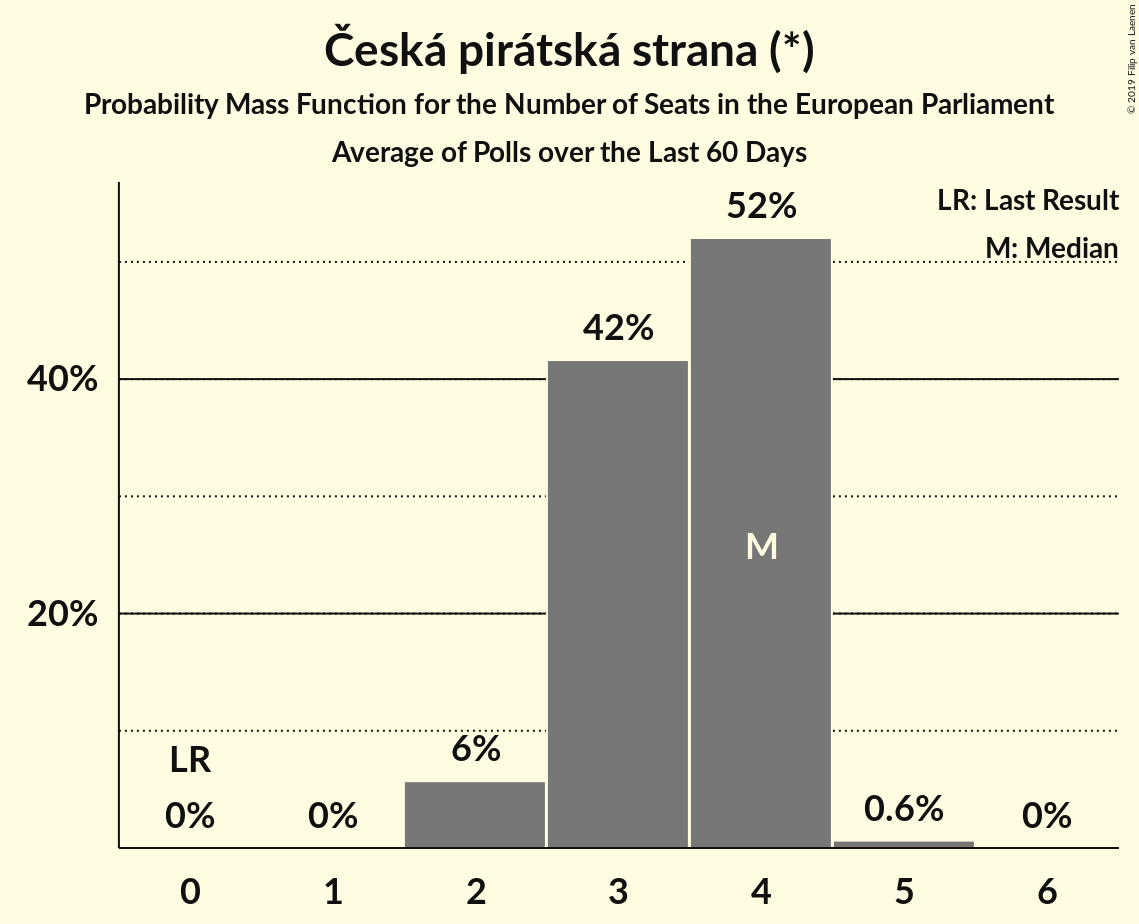 Česká pirátská strana (*)
Probability Mass Function for the Number of Seats in the European Parliament
Average of Polls over the Last 60 Days
© 2019 Filip van Laenen
LR: Last Result
M: Median
52%
42%
40%
M
20%
LR
6%
0%
0%
0.6%
0%
0
1
2
3
4
5
6